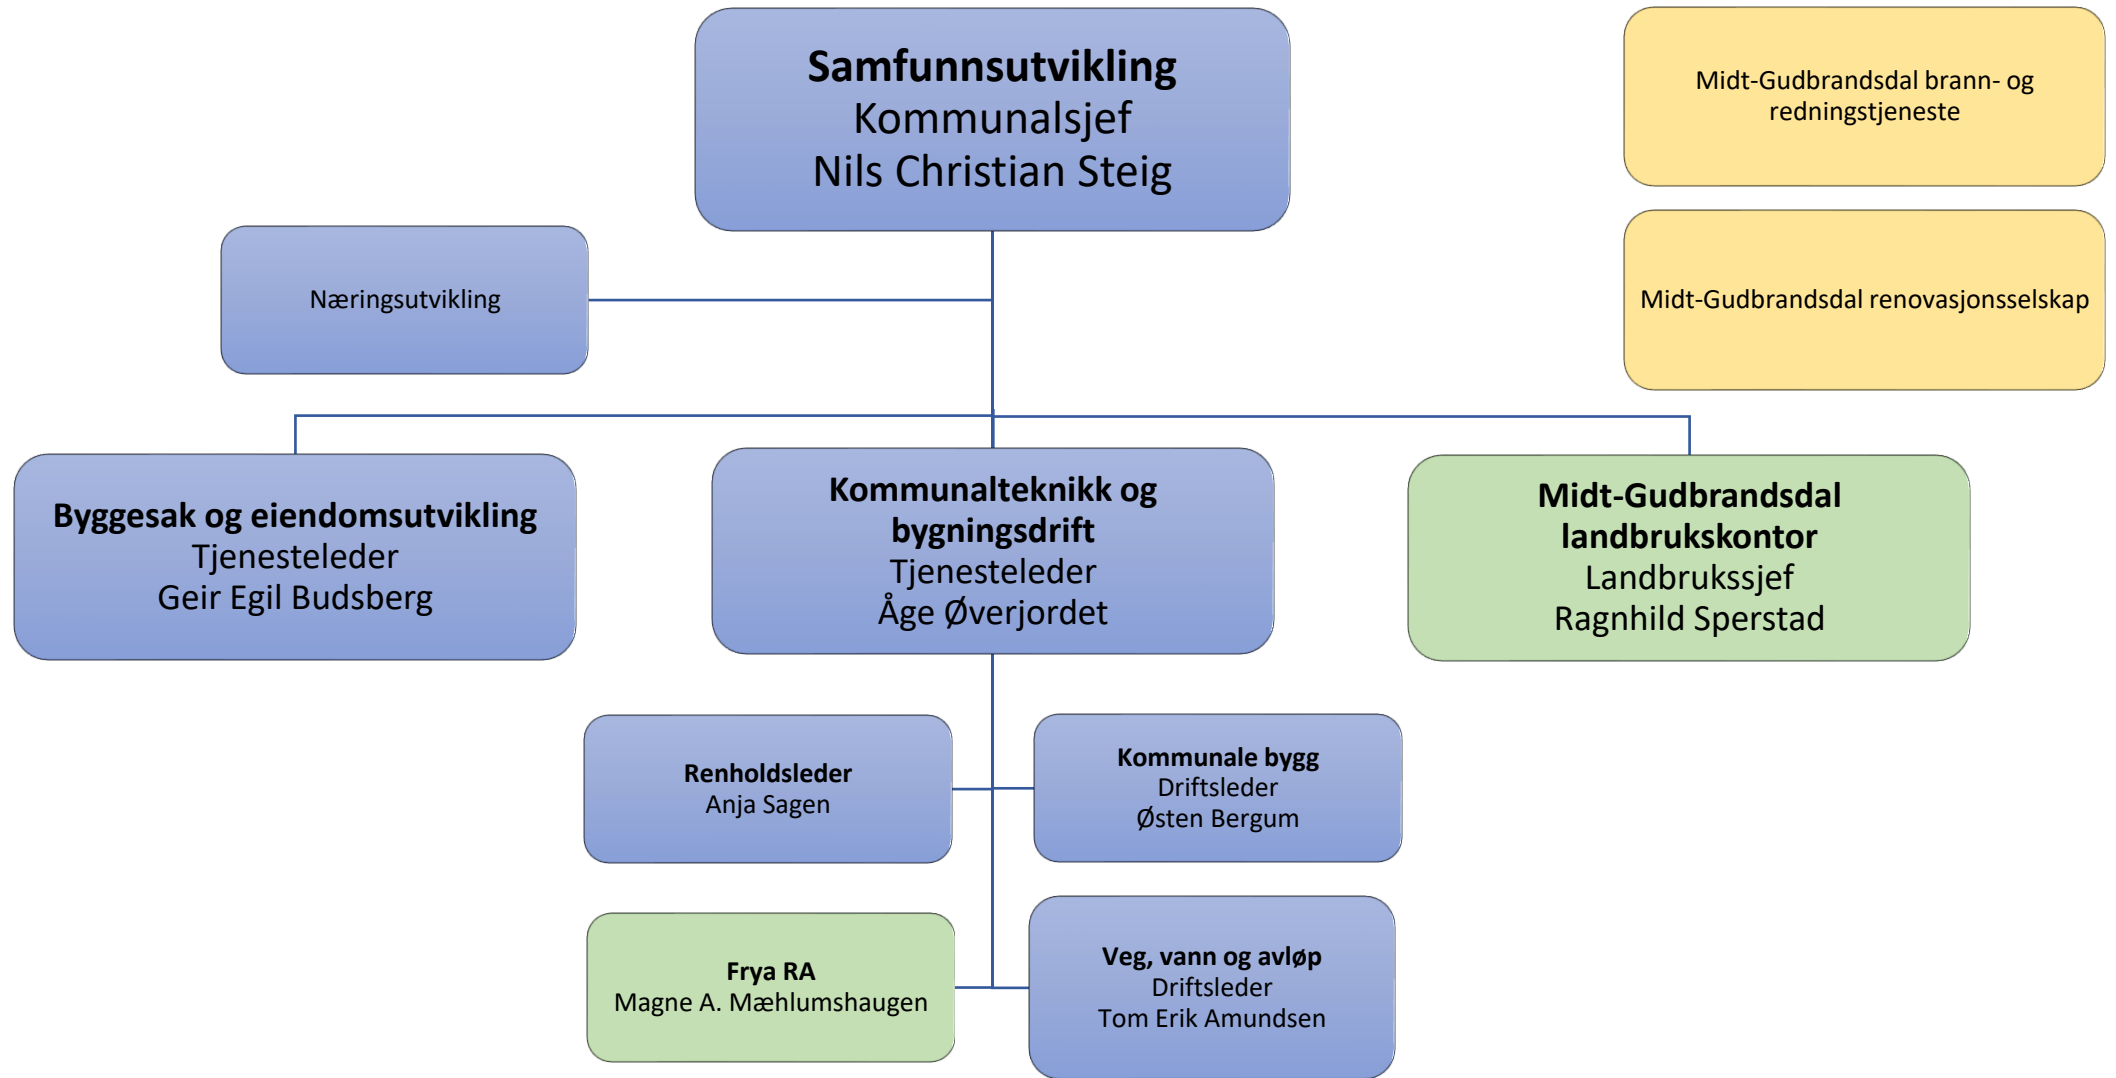 Samfunnsutvikling
Kommunalsjef
Nils Christian Steig
Midt-Gudbrandsdal brann- og
redningstjeneste
Næringsutvikling
Midt-Gudbrandsdal renovasjonsselskap
Byggesak og eiendomsutvikling
Tjenesteleder
Geir Egil Budsberg
Kommunalteknikk og
bygningsdrift
Tjenesteleder
Åge Øverjordet
Midt-Gudbrandsdal
landbrukskontor
Landbrukssjef
Ragnhild Sperstad
Renholdsleder
Anja Sagen
Kommunale bygg
Driftsleder
Østen Bergum
Frya RA
Magne A. Mæhlumshaugen
Veg, vann og avløp
Driftsleder
Tom Erik Amundsen